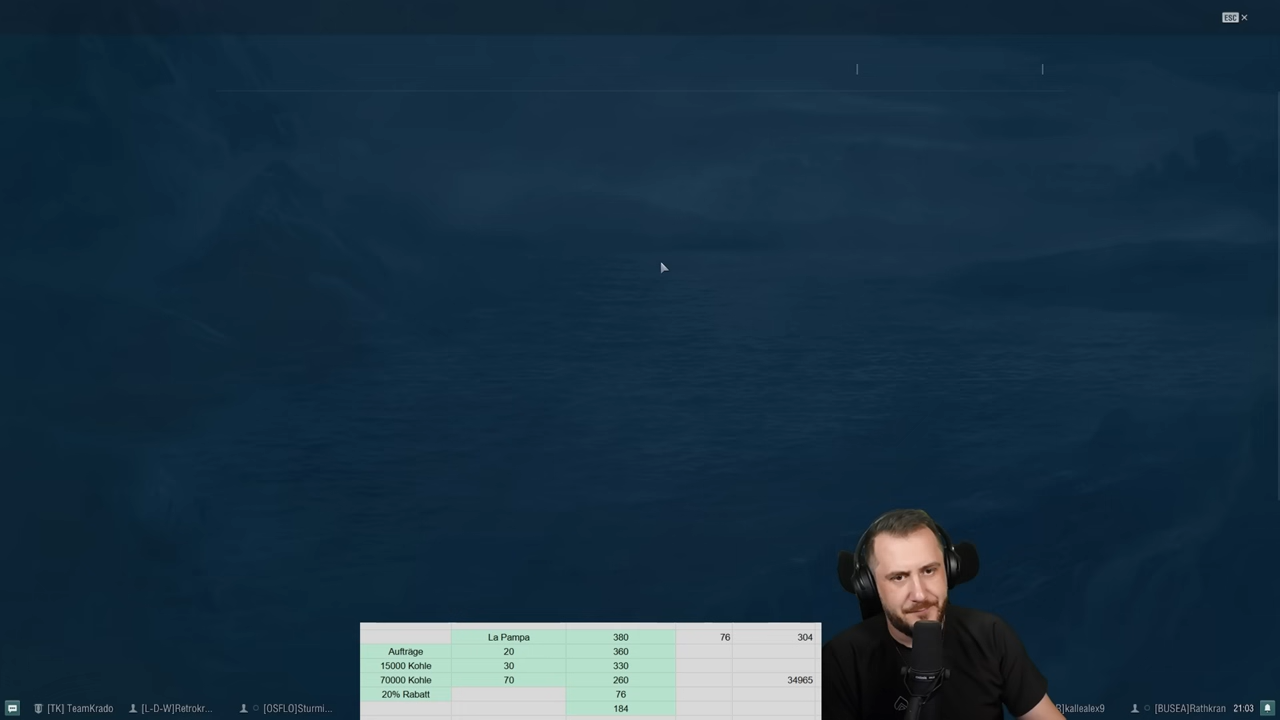 ESC ×
La Pampa 380 76 304
Aufträge 20 360
15000 Kohle 30 330
70000 Kohle 70 260 34965
20% Rabatt 76
184
[TK] TeamKrado [L-D-W]Retrokr... [OSFLO]Sturmi... ]kallealex9 [BUSEA]Rathkran 21:03